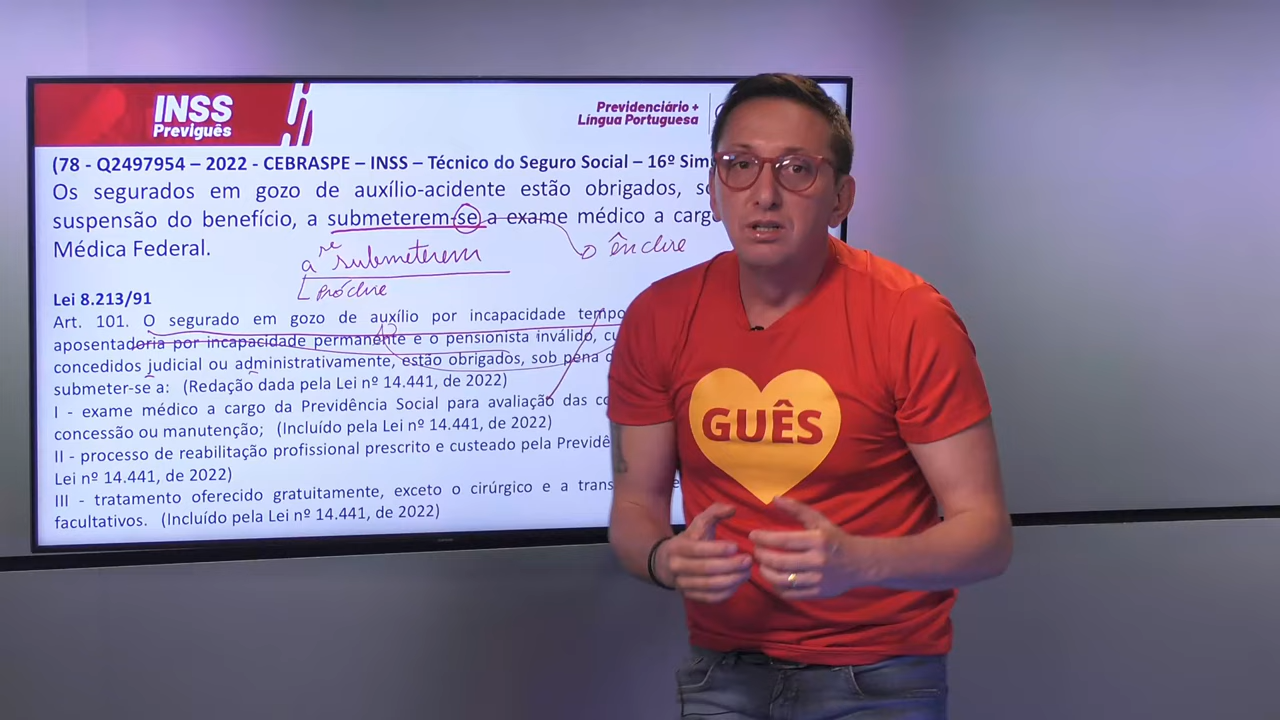 INSS
Previguês
Previdenciário +
Língua Portuguesa
(78 - Q2497954 – 2022 - CEBRASPE – INSS – Técnico do Seguro Social – 16º
Os segurados em gozo de auxílio-acidente estão obrigados,
suspensão do benefício, a submeterem-se a exame médico a
Médica Federal.
a se submeterem
ênclise
próclise
Lei 8.213/91
Art. 101. O segurado em gozo de auxílio por incapacidade
aposentadoria por incapacidade permanente e o pensionista inválido,
concedidos judicial ou administrativamente, estão obrigados, sob pena
submeter-se a: (Redação dada pela Lei nº 14.441, de 2022)
I - exame médico a cargo da Previdência Social para avaliação das
concessão ou manutenção; (Incluído pela Lei nº 14.441, de 2022)
II - processo de reabilitação profissional prescrito e custeado pela
Lei nº 14.441, de 2022)
III - tratamento oferecido gratuitamente, exceto o cirúrgico e a
facultativos. (Incluído pela Lei nº 14.441, de 2022)
GUÊS